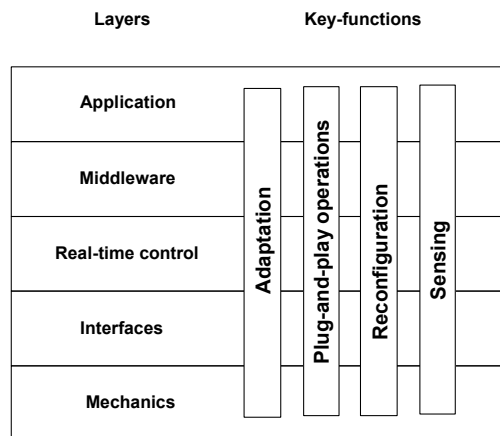 Layers
Key-functions
Application
Middleware
Real-time control
Interfaces
Mechanics
Adaptation
Plug-and-play operations
Reconfiguration
Sensing